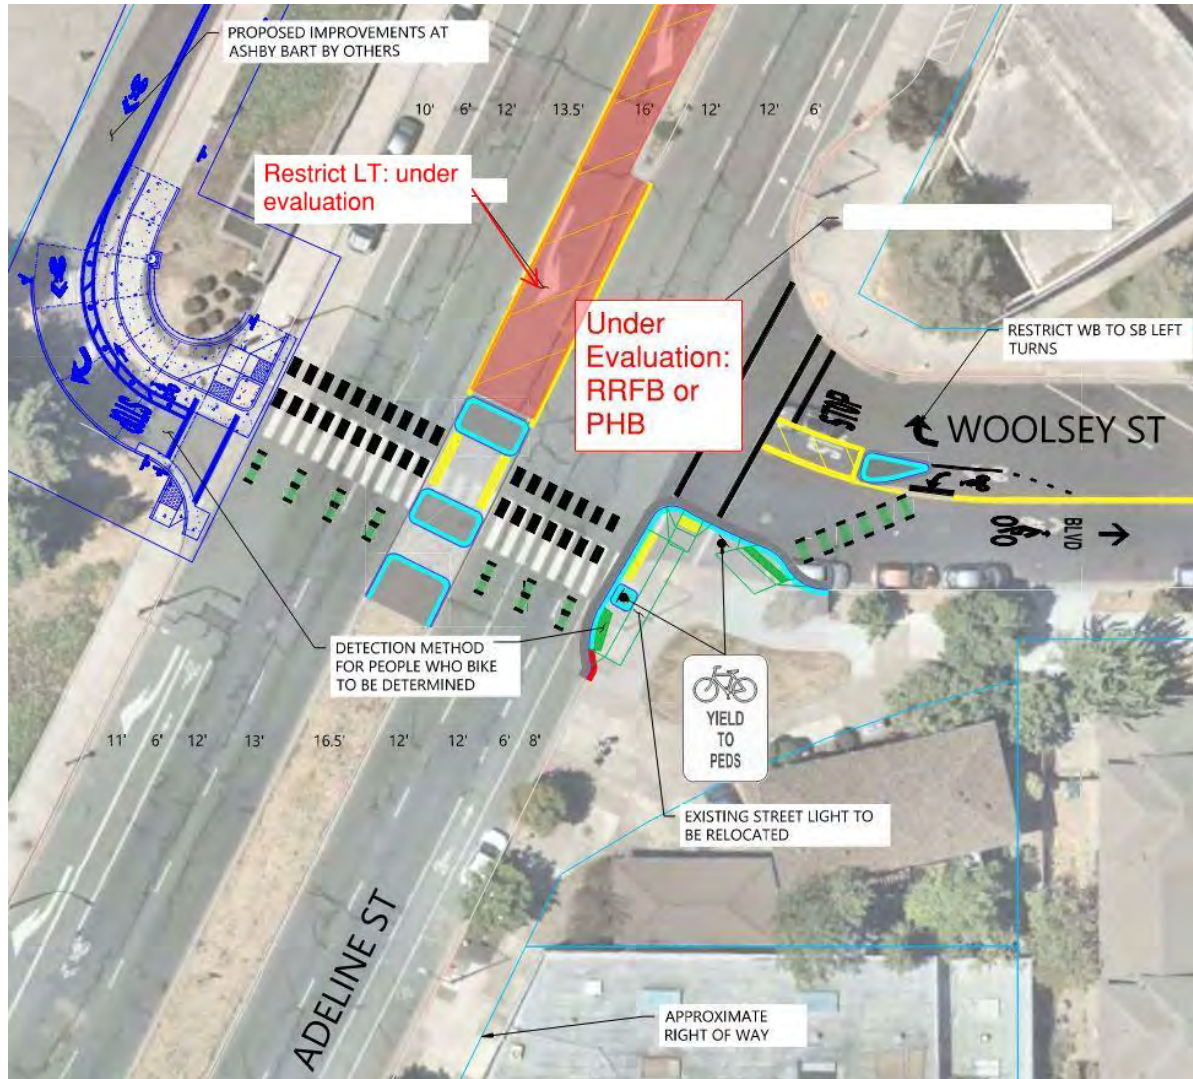 PROPOSED IMPROVEMENTS AT
ASHBY BART BY OTHERS
10' 6' 12' 13.5' 16' 12' 12' 6'
Restrict LT: under
evaluation
Under
Evaluation:
RRFB or
PHB
RESTRICT WB TO SB LEFT
TURNS
STOP
WOOLSEY ST
BLVD
BUS
DETECTION METHOD
FOR PEOPLE WHO BIKE
TO BE DETERMINED
YIELD
TO
PEDS
11' 6' 12' 13' 16.5' 12' 12' 6' 8'
EXISTING STREET LIGHT TO
BE RELOCATED
ADELINE ST
APPROXIMATE
RIGHT OF WAY